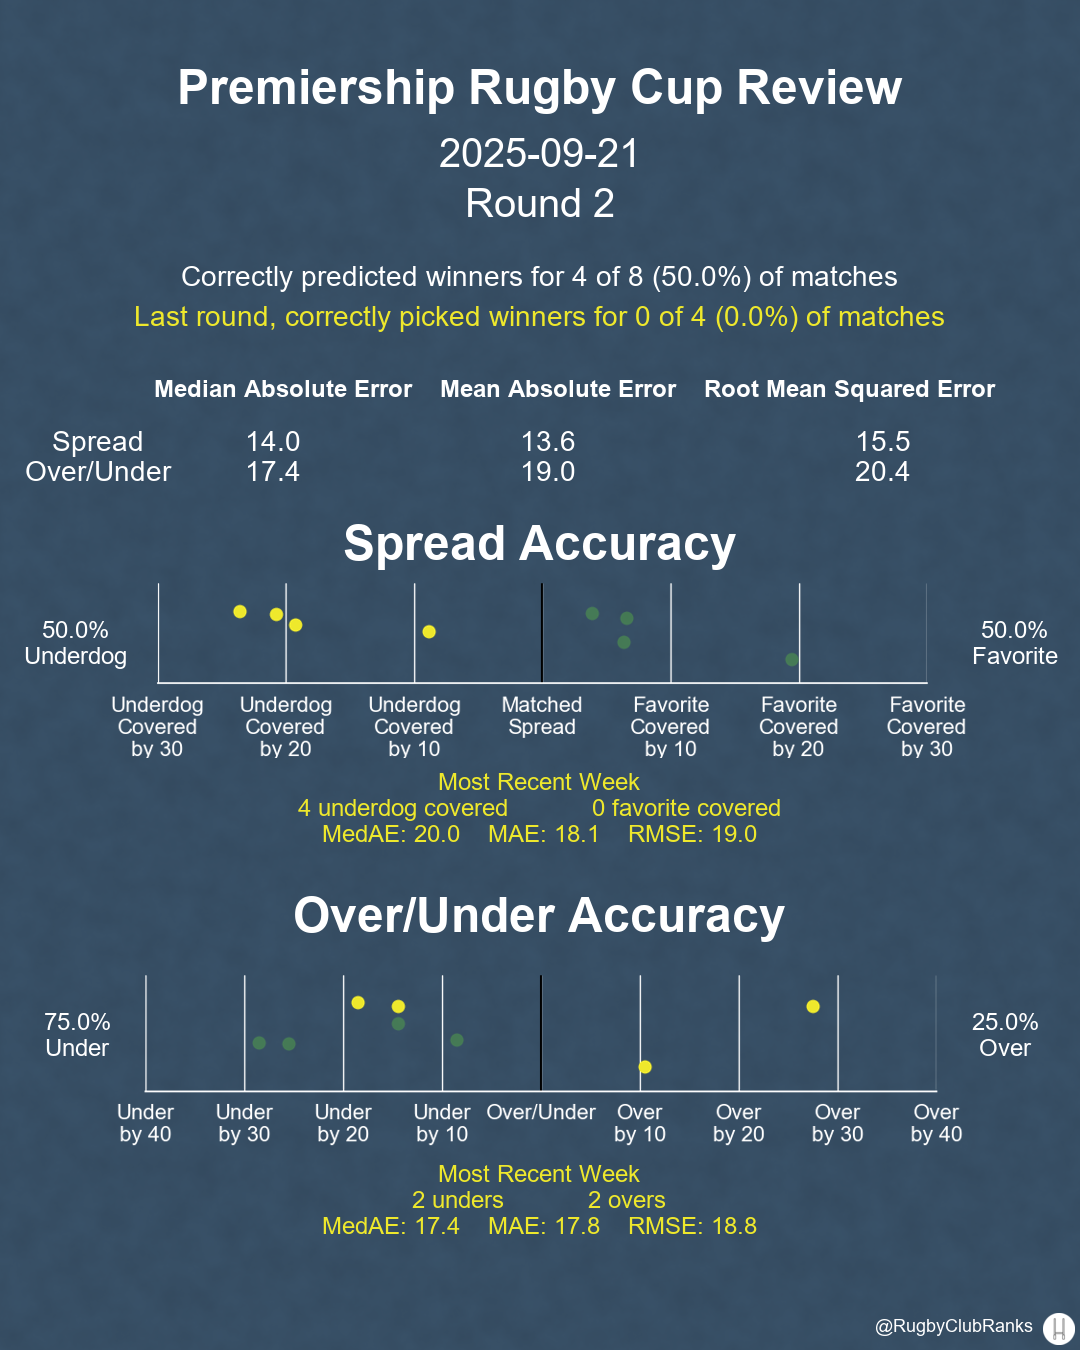 Premiership Rugby Cup Review
2025-09-21
Round 2
Correctly predicted winners for 4 of 8 (50.0%) of matches
Last round, correctly picked winners for 0 of 4 (0.0%) of matches
Median Absolute Error Mean Absolute Error Root Mean Squared Error
Spread 14.0 13.6 15.5
Over/Under 17.4 19.0 20.4
Spread Accuracy
50.0%
Underdog
50.0%
Favorite
Underdog Covered by 30
Underdog Covered by 20
Underdog Covered by 10
Matched Spread
Favorite Covered by 10
Favorite Covered by 20
Favorite Covered by 30
Most Recent Week
4 underdog covered 0 favorite covered
MedAE: 20.0 MAE: 18.1 RMSE: 19.0
Over/Under Accuracy
75.0%
Under
25.0%
Over
Under by 40
Under by 30
Under by 20
Under by 10
Over/Under
Over by 10
Over by 20
Over by 30
Over by 40
Most Recent Week
2 unders 2 overs
MedAE: 17.4 MAE: 17.8 RMSE: 18.8
@RugbyClubRanks